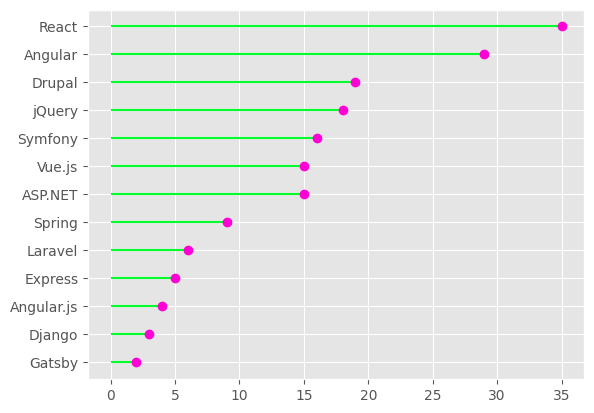 React
Angular
Drupal
jQuery
Symfony
Vue.js
ASP.NET
Spring
Laravel
Express
Angular.js
Django
Gatsby
0 5 10 15 20 25 30 35